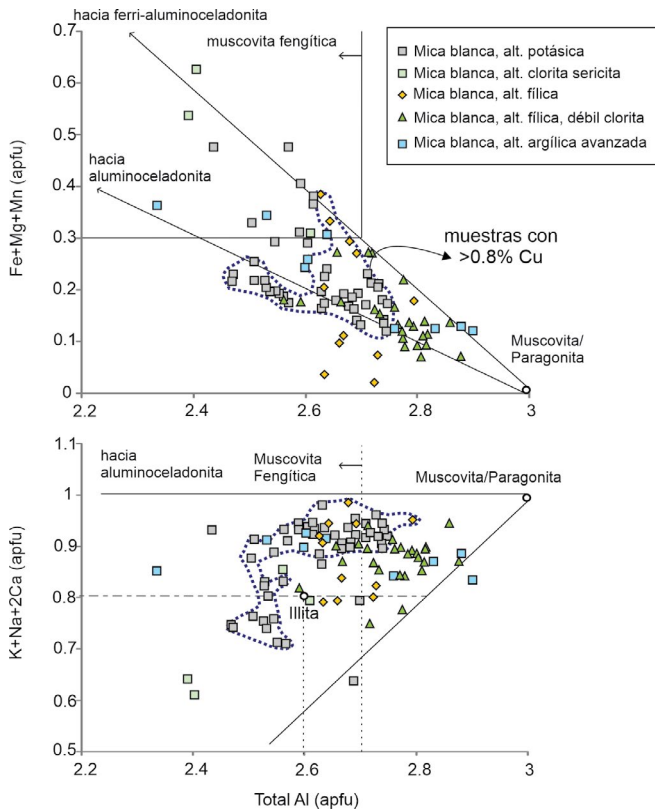 hacia ferri-aluminoceladonita
0.7
muscovita fengítica
Mica blanca, alt. potásica
Mica blanca, alt. clorita sericita
Mica blanca, alt. fílica
Mica blanca, alt. fílica, débil clorita
Mica blanca, alt. argílica avanzada
0.6
0.5
hacia
aluminoceladonita
0.4
Fe+Mg+Mn (apfu)
0.3
muestras con
>0.8% Cu
0.2
0.1
Muscovita/
Paragonita
0
2.2
2.4
2.6
2.8
3
1.1
hacia
aluminoceladonita
Muscovita
Fengítica
Muscovita/Paragonita
1
0.9
K+Na+2Ca (apfu)
0.8
Illita
0.7
0.6
0.5
2.2
2.4
2.6
2.8
3
Total Al (apfu)